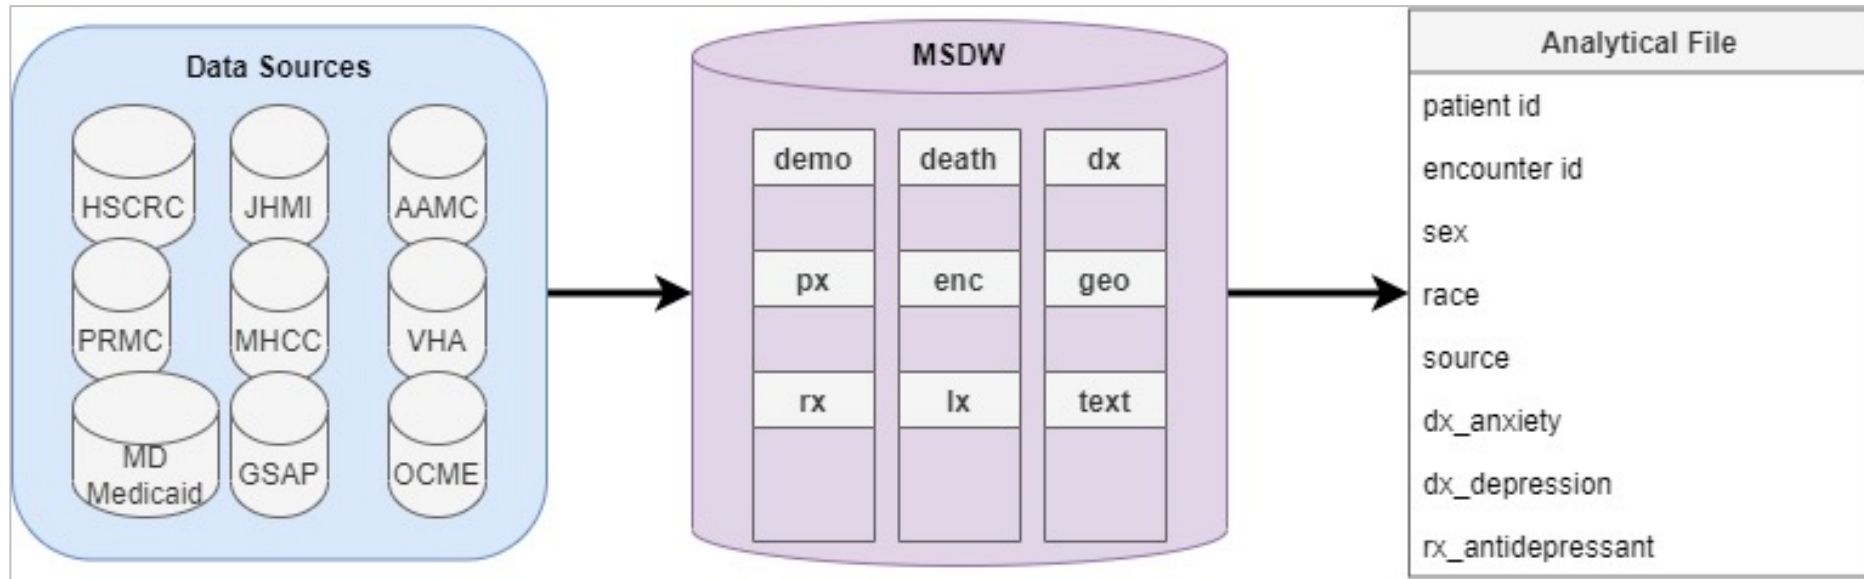 Data Sources
HSCRC
JHMI
AAMC
PRMC
MHCC
VHA
MD
Medicaid
GSAP
OCME
MSDW
demo
death
dx
px
enc
geo
rx
lx
text
Analytical File
patient id
encounter id
sex
race
source
dx_anxiety
dx_depression
rx_antidepressant